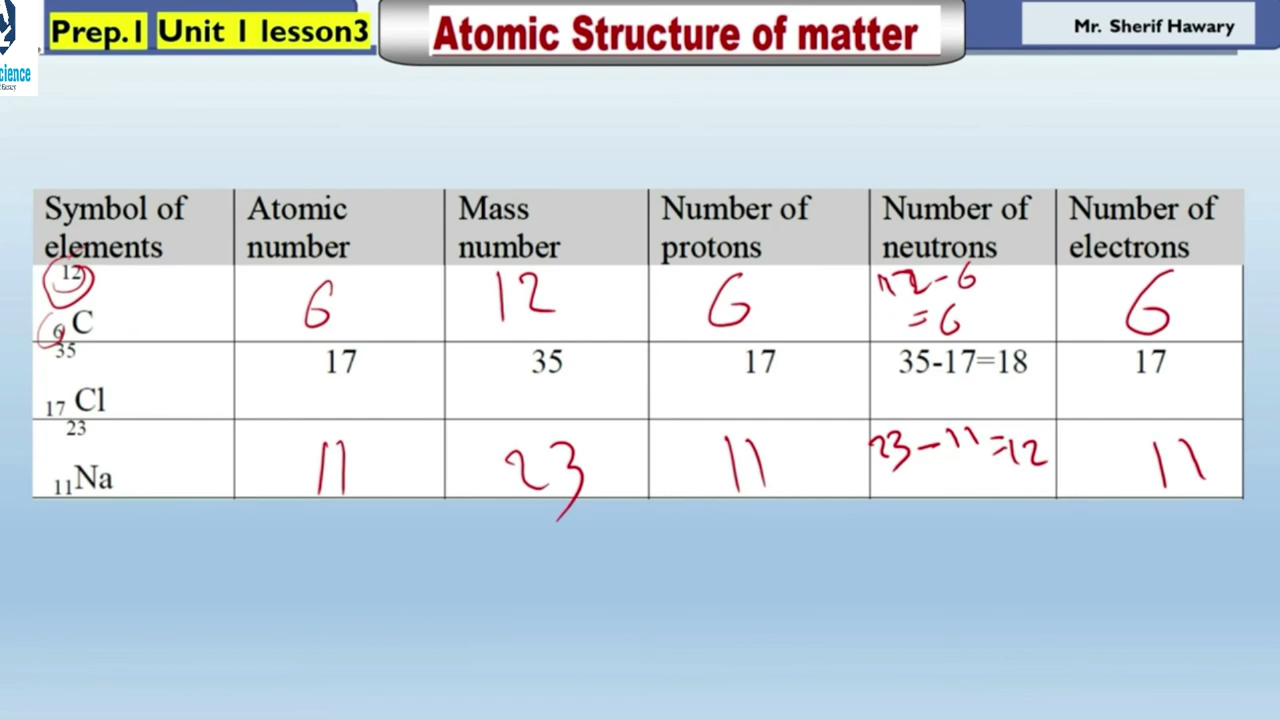 Prep.1 Unit 1 lesson3
Atomic Structure of matter
Mr. Sherif Hawary
cience
Symbol of elements Atomic number Mass number Number of protons Number of neutrons Number of electrons
12 6 C 6 12 6 12-6 =6 6
35 17 Cl 17 35 17 35-17=18 17
23 11 Na 11 23 11 23-11=12 11